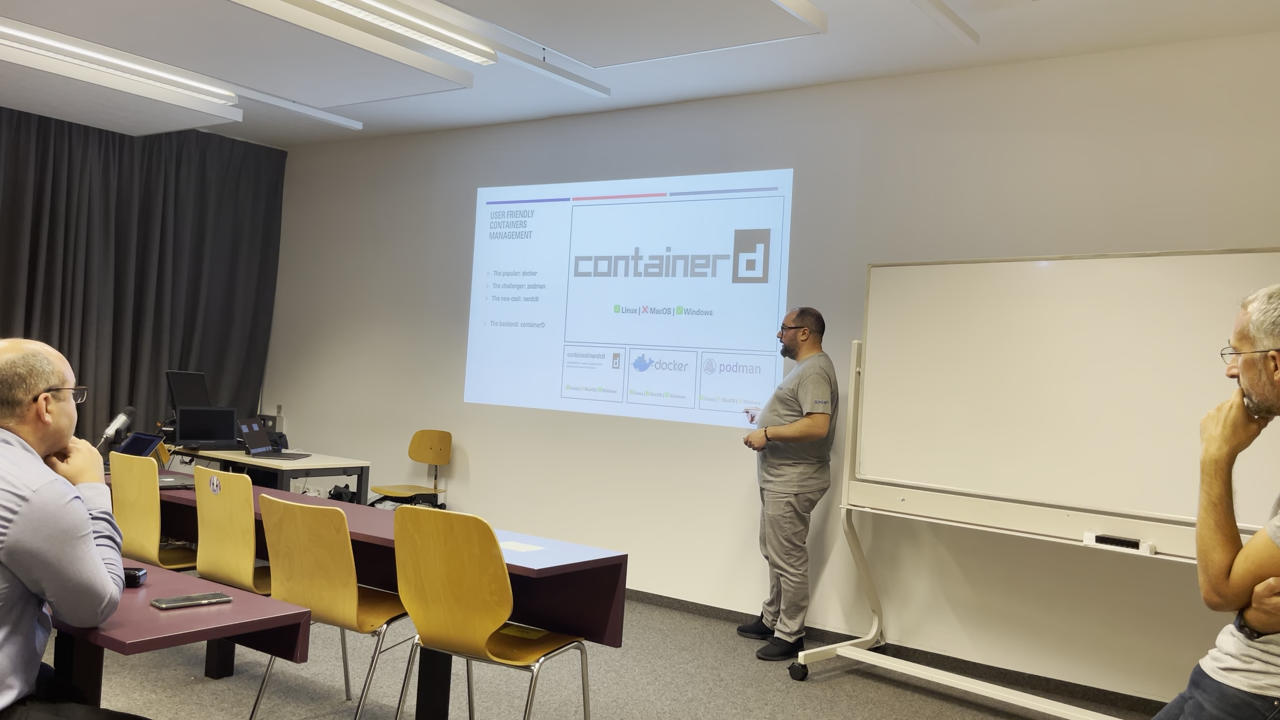 USER FRIENDLY
CONTAINERS
MANAGEMENT
The popular: docker
The challenger: podman
The new cool: nerdctl
The backend: containerD
containerd
Linux | MacOS | Windows
docker
podman